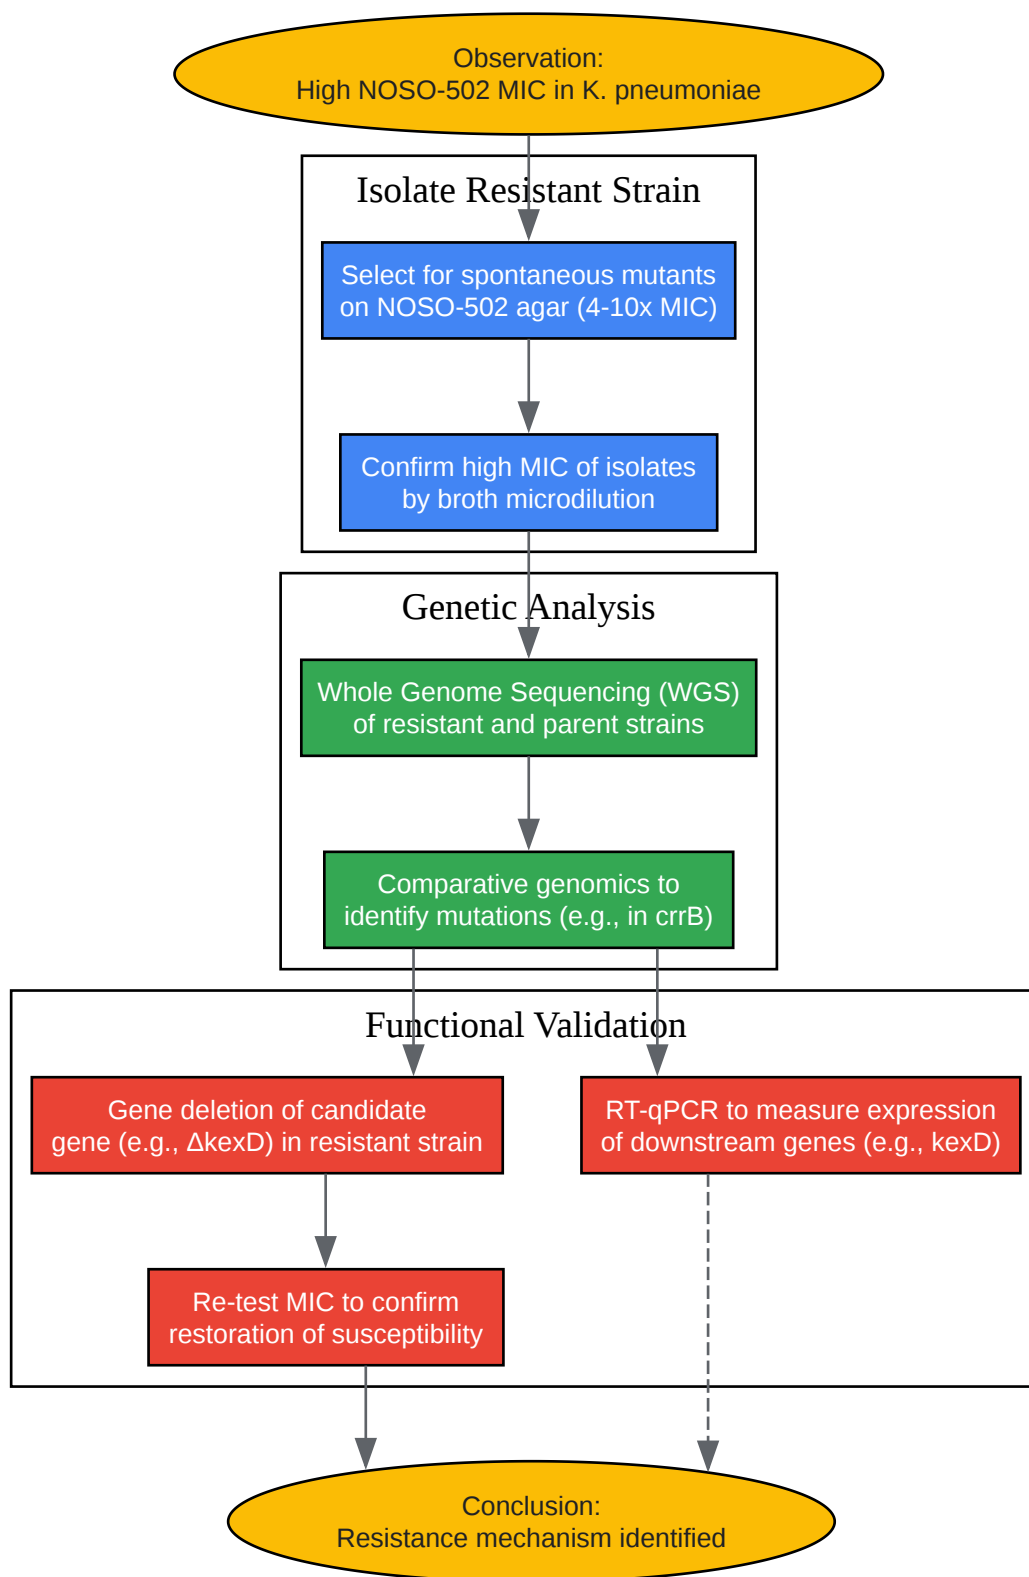 Observation:
High NOSO-502 MIC in K. pneumoniae
Isolate Resistant Strain
Select for spontaneous mutants
on NOSO-502 agar (4-10x MIC)
Confirm high MIC of isolates
by broth microdilution
Genetic Analysis
Whole Genome Sequencing (WGS)
of resistant and parent strains
Comparative genomics to
identify mutations (e.g., in crrB)
Functional Validation
Gene deletion of candidate
gene (e.g., ΔkexD) in resistant strain
RT-qPCR to measure expression
of downstream genes (e.g., kexD)
Re-test MIC to confirm
restoration of susceptibility
Conclusion:
Resistance mechanism identified